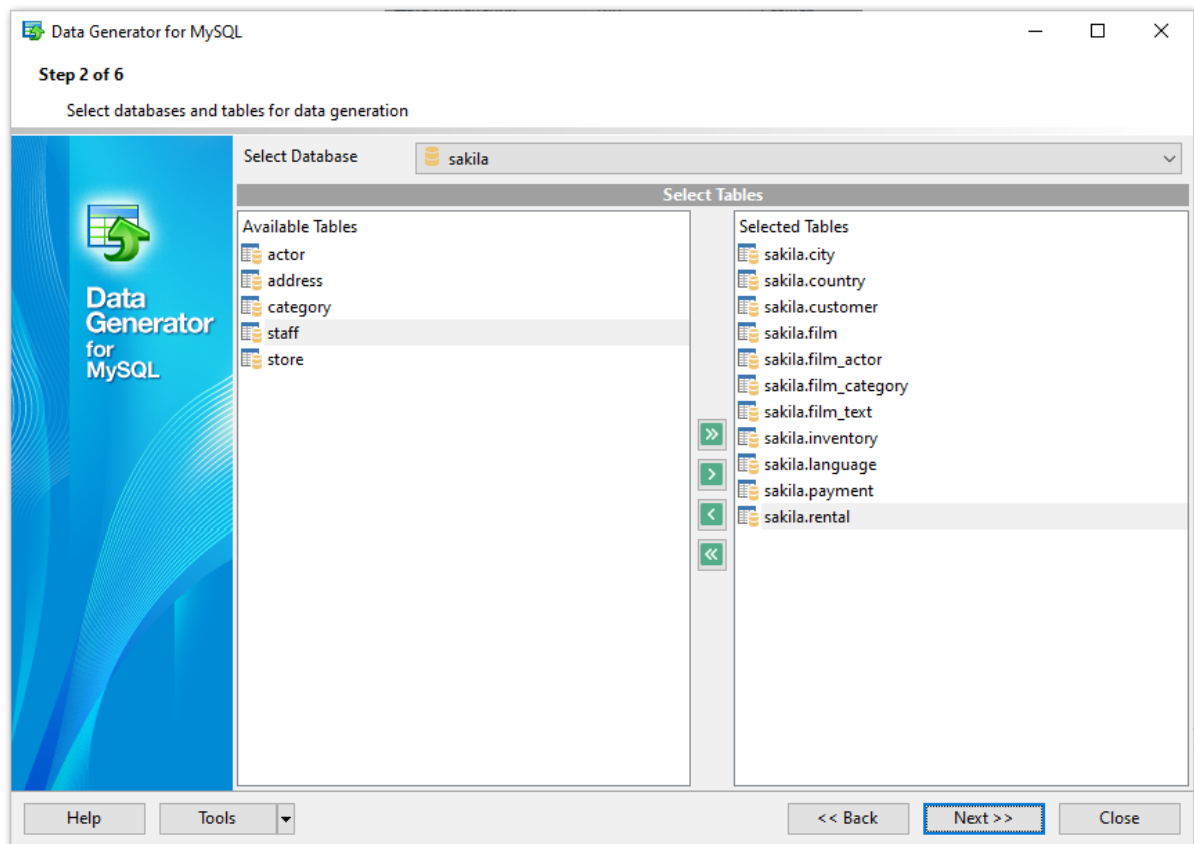 Data Generator for MySQL
Step 2 of 6
Select databases and tables for data generation
Data
Generator
for
MySQL
Select Database
sakila
Select Tables
Available Tables
actor
address
category
staff
store
Selected Tables
sakila.city
sakila.country
sakila.customer
sakila.film
sakila.film_actor
sakila.film_category
sakila.film_text
sakila.inventory
sakila.language
sakila.payment
sakila.rental
Help
Tools
<< Back
Next >>
Close